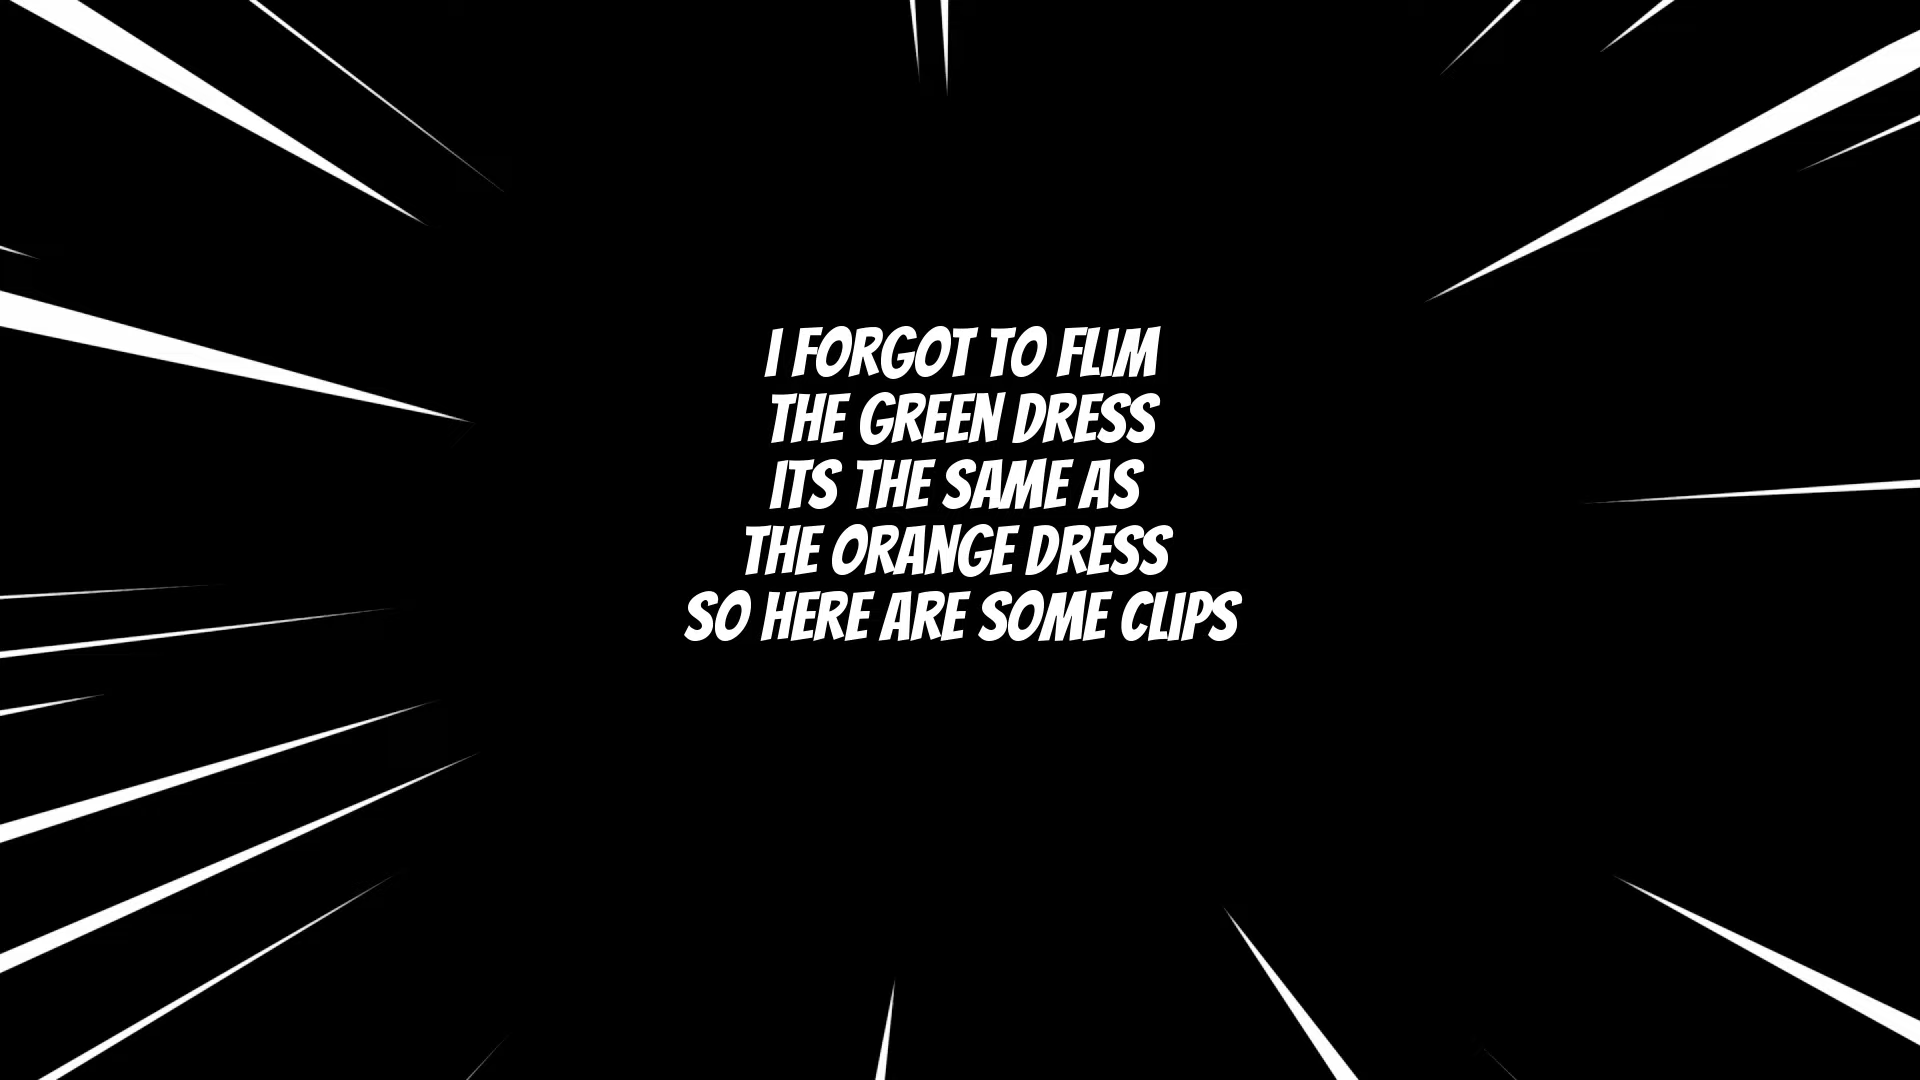 I FORGOT TO FLIM
THE GREEN DRESS
ITS THE SAME AS
THE ORANGE DRESS
SO HERE ARE SOME CLIPS